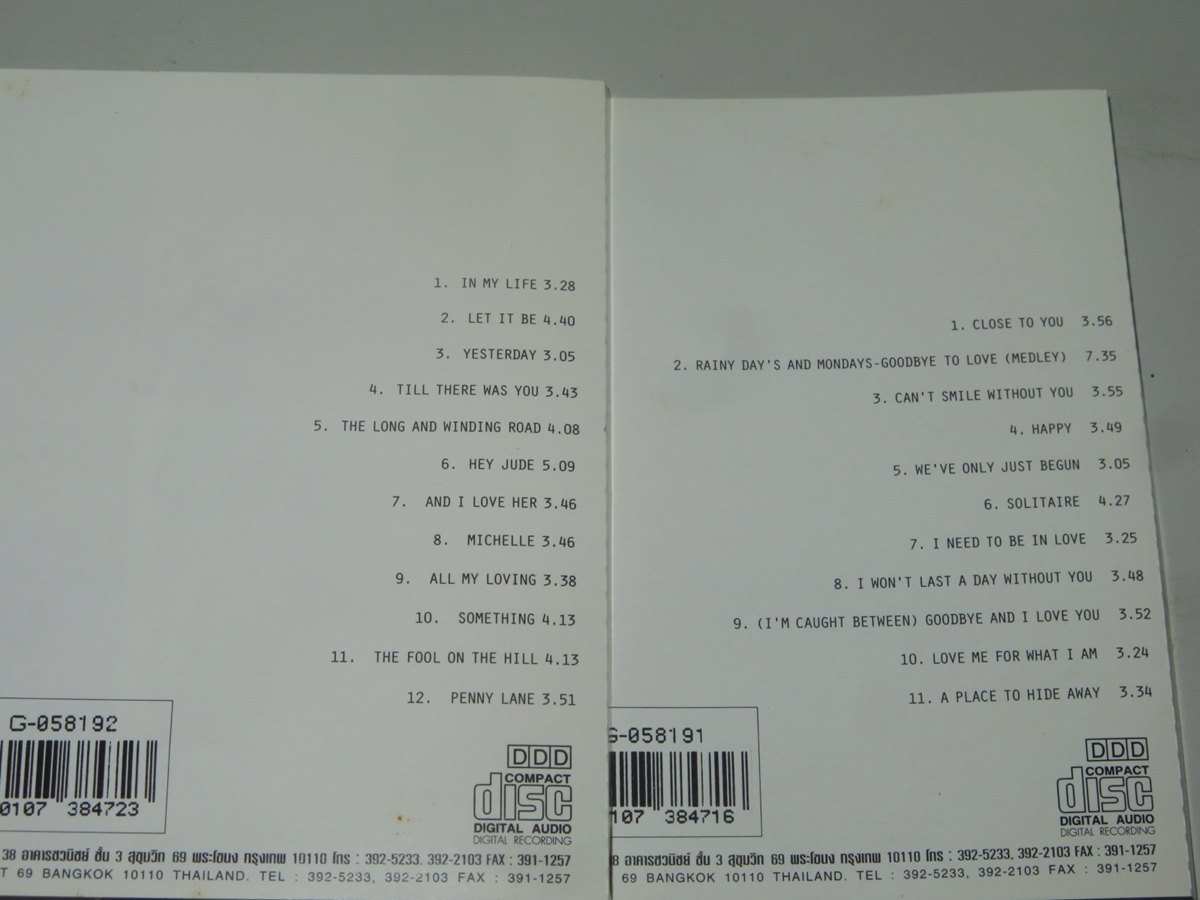 1. IN MY LIFE 3.28
2. LET IT BE 4.40
3. YESTERDAY 3.05
4. TILL THERE WAS YOU 3.43
5. THE LONG AND WINDING ROAD 4.08
6. HEY JUDE 5.09
7. AND I LOVE HER 3.46
8. MICHELLE 3.46
9. ALL MY LOVING 3.38
10. SOMETHING 4.13
11. THE FOOL ON THE HILL 4.13
12. PENNY LANE 3.51
G-058192
0107 384723
DDD
COMPACT
disc
DIGITAL AUDIO
DIGITAL RECORDING
38 อาคารชวนิชย์ ชั้น 3 สุขุมวิท 69 พระโขนง กรุงเทพ 10110 โทร : 392-5233, 392-2103 FAX : 391-1257
T 69 BANGKOK 10110 THAILAND. TEL : 392-5233, 392-2103 FAX : 391-1257
1. CLOSE TO YOU 3.56
2. RAINY DAY'S AND MONDAYS-GOODBYE TO LOVE (MEDLEY) 7.35
3. CAN'T SMILE WITHOUT YOU 3.55
4. HAPPY 3.49
5. WE'VE ONLY JUST BEGUN 3.05
6. SOLITAIRE 4.27
7. I NEED TO BE IN LOVE 3.25
8. I WON'T LAST A DAY WITHOUT YOU 3.48
9. (I'M CAUGHT BETWEEN) GOODBYE AND I LOVE YOU 3.52
10. LOVE ME FOR WHAT I AM 3.24
11. A PLACE TO HIDE AWAY 3.34
G-058191
107 384716
DDD
COMPACT
disc
DIGITAL AUDIO
DIGITAL RECORDING
8 อาคารชวนิชย์ ชั้น 3 สุขุมวิท 69 พระโขนง กรุงเทพ 10110 โทร : 392-5233, 392-2103 FAX : 391-1257
69 BANGKOK 10110 THAILAND. TEL : 392-5233, 392-2103 FAX : 391-1257